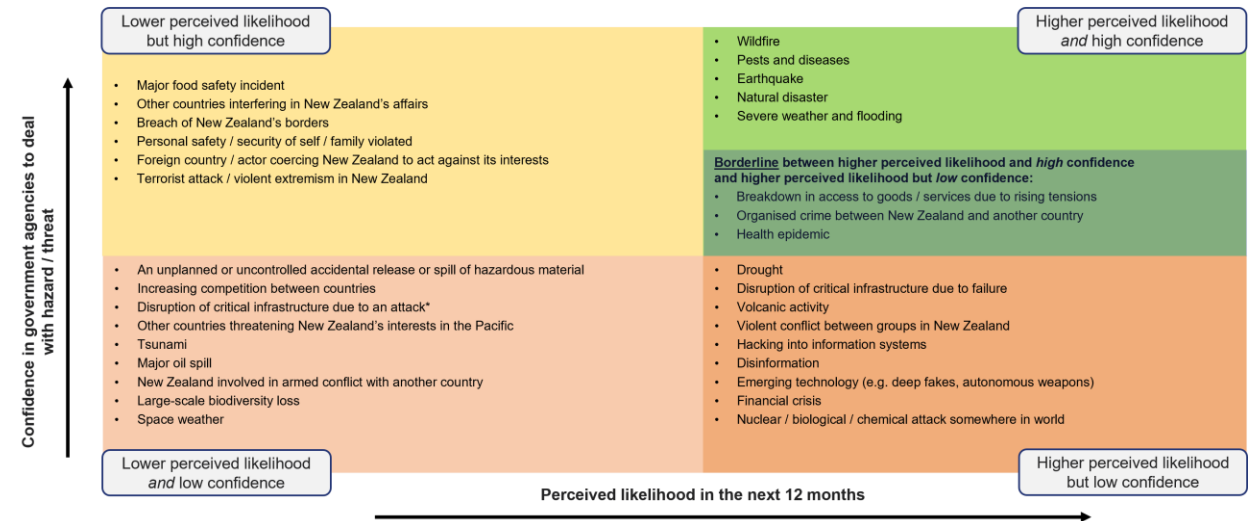 Lower perceived likelihood
but high confidence
Higher perceived likelihood
and high confidence
Confidence in government agencies to deal
with hazard / threat
• Major food safety incident
• Other countries interfering in New Zealand's affairs
• Breach of New Zealand's borders
• Personal safety / security of self / family violated
• Foreign country / actor coercing New Zealand to act against its interests
• Terrorist attack / violent extremism in New Zealand
• Wildfire
• Pests and diseases
• Earthquake
• Natural disaster
• Severe weather and flooding
Borderline between higher perceived likelihood and high confidence
and higher perceived likelihood but low confidence:
• Breakdown in access to goods / services due to rising tensions
• Organised crime between New Zealand and another country
• Health epidemic
• An unplanned or uncontrolled accidental release or spill of hazardous material
• Increasing competition between countries
• Disruption of critical infrastructure due to an attack*
• Other countries threatening New Zealand's interests in the Pacific
• Tsunami
• Major oil spill
• New Zealand involved in armed conflict with another country
• Large-scale biodiversity loss
• Space weather
• Drought
• Disruption of critical infrastructure due to failure
• Volcanic activity
• Violent conflict between groups in New Zealand
• Hacking into information systems
• Disinformation
• Emerging technology (e.g. deep fakes, autonomous weapons)
• Financial crisis
• Nuclear / biological / chemical attack somewhere in world
Lower perceived likelihood
and low confidence
Higher perceived likelihood
but low confidence
Perceived likelihood in the next 12 months